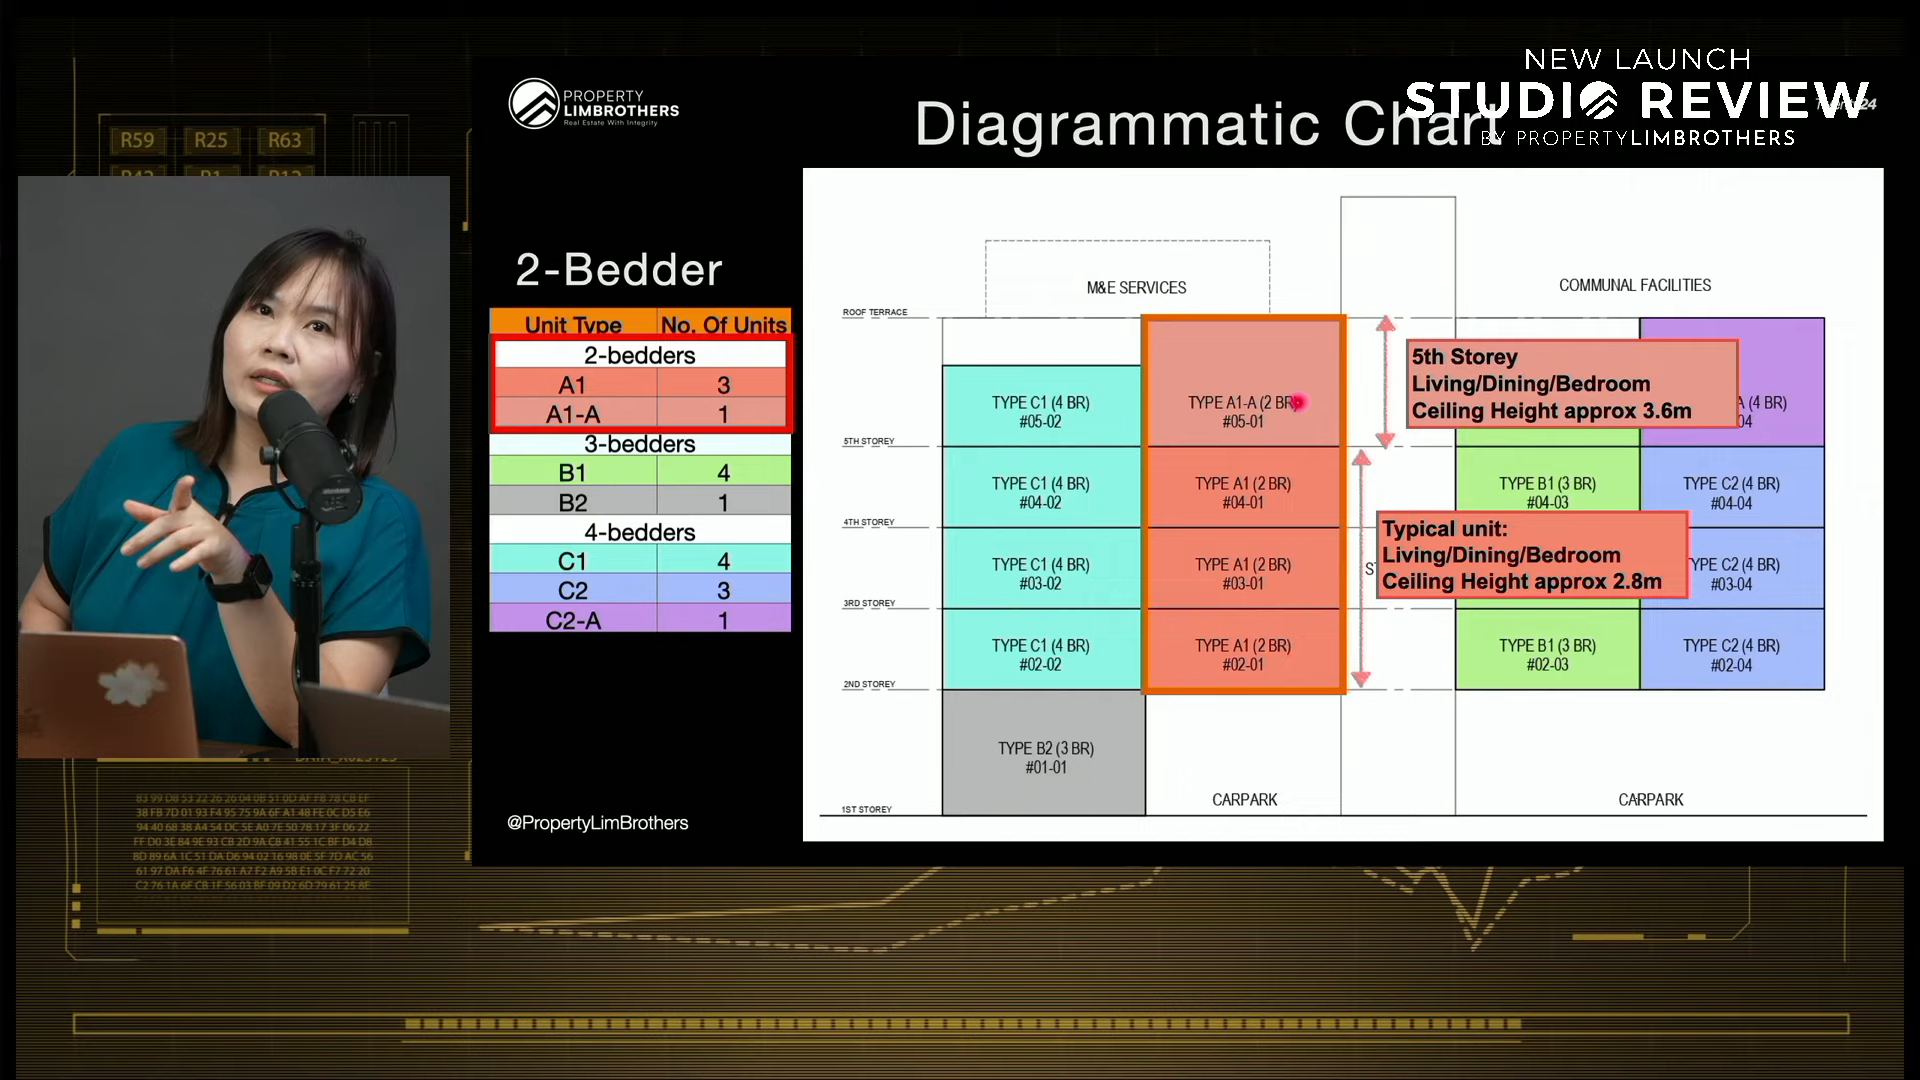 NEW LAUNCH
STUDIO REVIEW
BY PROPERTYLIMBROTHERS
PROPERTY
LIMBROTHERS
Real Estate With Integrity
Diagrammatic Chart
R59 R25 R63
2-Bedder
Unit Type No. Of Units
2-bedders
A1 3
A1-A 1
3-bedders
B1 4
B2 1
4-bedders
C1 4
C2 3
C2-A 1
@PropertyLimBrothers
M&E SERVICES
COMMUNAL FACILITIES
ROOF TERRACE
TYPE C1 (4 BR)
#05-02
TYPE A1-A (2 BR)
#05-01
5th Storey
Living/Dining/Bedroom
Ceiling Height approx 3.6m
A (4 BR)
04
5TH STOREY
TYPE C1 (4 BR)
#04-02
TYPE A1 (2 BR)
#04-01
TYPE B1 (3 BR)
#04-03
TYPE C2 (4 BR)
#04-04
4TH STOREY
TYPE C1 (4 BR)
#03-02
TYPE A1 (2 BR)
#03-01
Typical unit:
Living/Dining/Bedroom
Ceiling Height approx 2.8m
YPE C2 (4 BR)
#03-04
3RD STOREY
TYPE C1 (4 BR)
#02-02
TYPE A1 (2 BR)
#02-01
TYPE B1 (3 BR)
#02-03
TYPE C2 (4 BR)
#02-04
2ND STOREY
TYPE B2 (3 BR)
#01-01
CARPARK
CARPARK
1ST STOREY